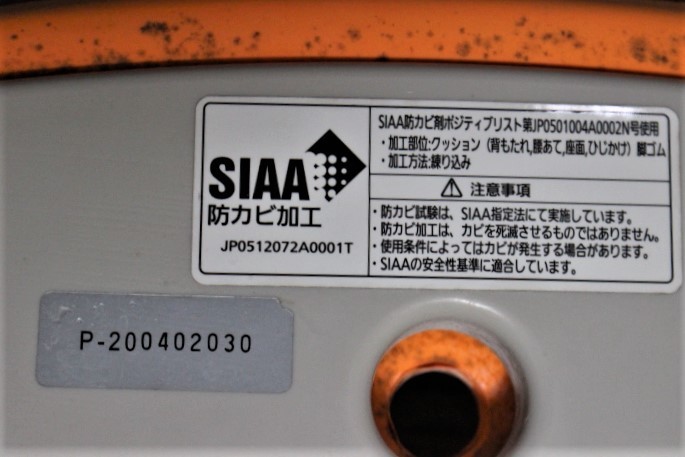 SIAA
防カビ加工
JP0512072A0001T
SIAA防カビ剤ポジティブリスト第JP0501004A0002N号使用
・加工部位:クッション（背もたれ,腰あて,座面,ひじかけ）脚ゴム
・加工方法:練り込み
注意事項
・防カビ試験は、SIAA指定法にて実施しています。
・防カビ加工は、カビを死滅させるものではありません。
・使用条件によってはカビが発生する場合があります。
・SIAAの安全性基準に適合しています。
P-200402030